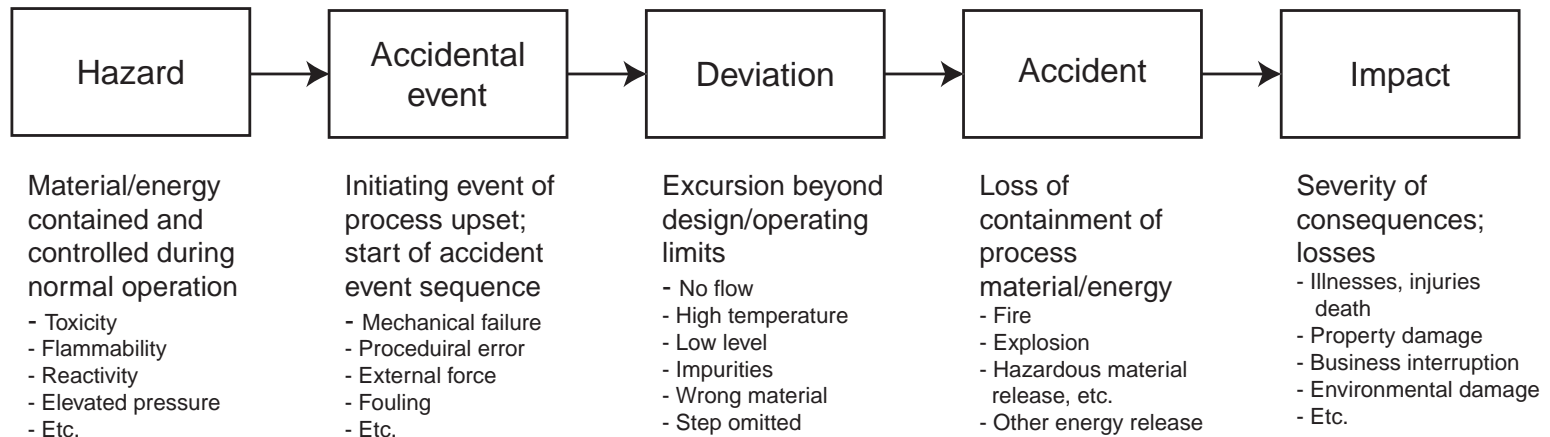 Hazard
Accidental
event
Deviation
Accident
Impact
Material/energy
contained and
controlled during
normal operation
- Toxicity
- Flammability
- Reactivity
- Elevated pressure
- Etc.
Initiating event of
process upset;
start of accident
event sequence
- Mechanical failure
- Proceduiral error
- External force
- Fouling
- Etc.
Excursion beyond
design/operating
limits
- No flow
- High temperature
- Low level
- Impurities
- Wrong material
- Step omitted
Loss of
containment of
process
material/energy
- Fire
- Explosion
- Hazardous material
release, etc.
- Other energy release
Severity of
consequences;
losses
- Illnesses, injuries
death
- Property damage
- Business interruption
- Environmental damage
- Etc.